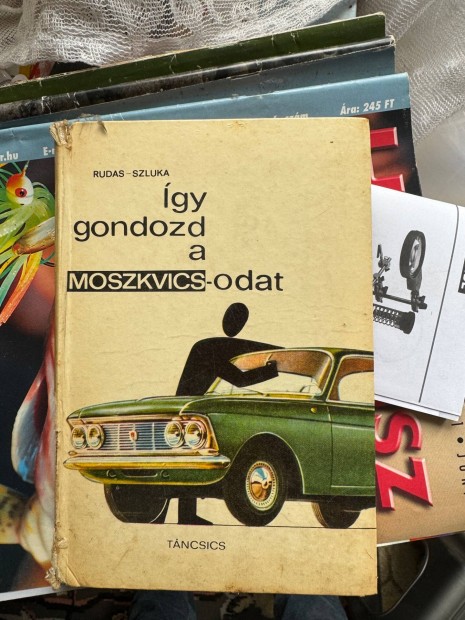 Ára: 245 FT
RUDAS-SZLUKA
Így
gondozd
a
MOSZKVICS-odat
TÁNCSICS